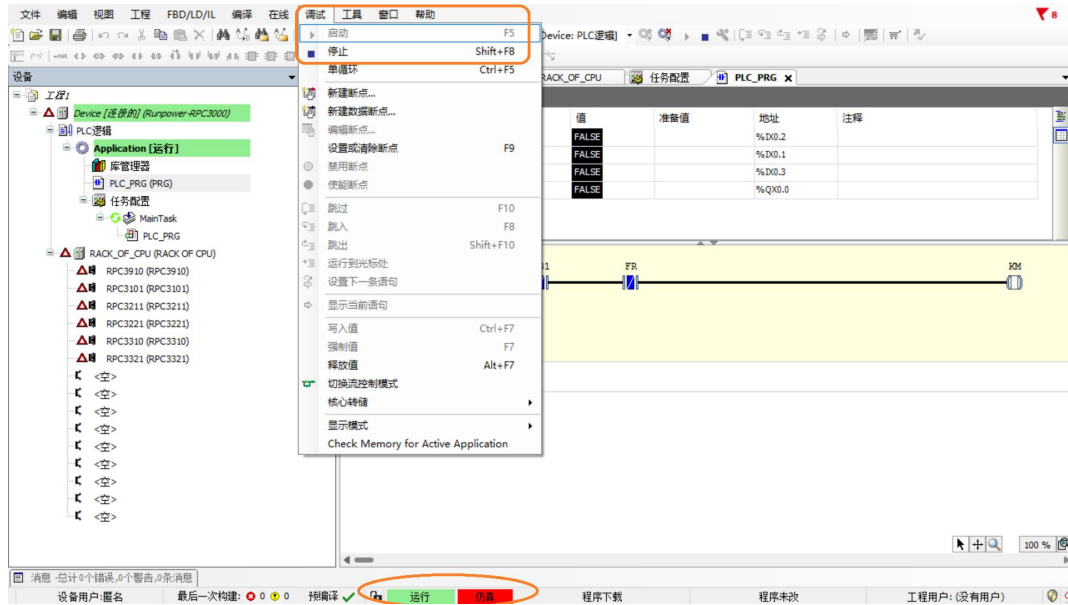 文件 编辑 视图 工程 FBD/LD/IL 编译 在线 调试 工具 窗口 帮助
8
启动 F5
Device: PLC逻辑]
停止 Shift+F8
设备
单循环 Ctrl+F5
RACK_OF_CPU 任务配置 PLC_PRG
工程1
新建断点...
Device [连接的] (Runpower-RPC3000)
新建数据断点...
值 准备值 地址 注释
PLC逻辑
编辑断点...
FALSE %IX0.2
Application [运行]
设置或清除断点 F9
FALSE %IX0.1
库管理器
禁用断点
FALSE %IX0.3
PLC_PRG (PRG)
使能断点
FALSE %QX0.0
任务配置
跳过 F10
MainTask
跳入 F8
PLC_PRG
跳出 Shift+F10
RACK_OF_CPU (RACK OF CPU)
运行到光标处
FR KM
RPC3910 (RPC3910)
设置下一条语句
RPC3101 (RPC3101)
显示当前语句
RPC3211 (RPC3211)
写入值 Ctrl+F7
RPC3221 (RPC3221)
强制值 F7
RPC3310 (RPC3310)
释放值 Alt+F7
RPC3321 (RPC3321)
切换流控制模式
<空>
核心转储
<空>
显示模式
<空>
Check Memory for Active Application
<空>
<空>
<空>
<空>
<空>
<空>
100 %
消息 -总计0个错误,0个警告,0条消息
设备用户:匿名 最后一次构建: 0 0 预编译 运行 仿真 程序下载 程序未改 工程用户: (没有用户)